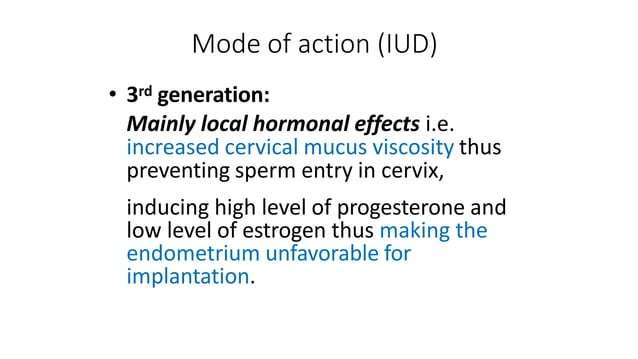 Mode of action (IUD)
• 3rd generation:
Mainly local hormonal effects i.e.
increased cervical mucus viscosity thus
preventing sperm entry in cervix,
inducing high level of progesterone and
low level of estrogen thus making the
endometrium unfavorable for
implantation.